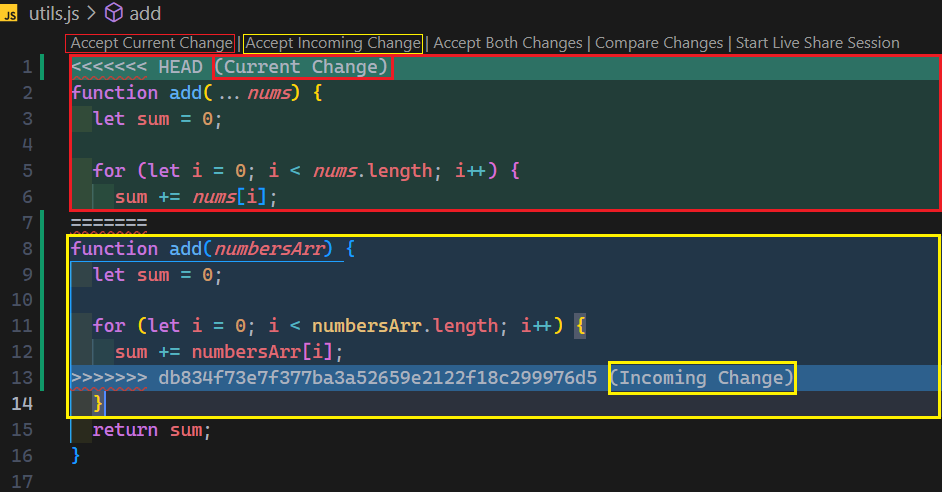 JS utils.js > add
Accept Current Change | Accept Incoming Change | Accept Both Changes | Compare Changes | Start Live Share Session
1 <<<<<<< HEAD (Current Change)
2 function add(...nums) {
3   let sum = 0;
4
5   for (let i = 0; i < nums.length; i++) {
6     sum += nums[i];
7 =======
8 function add(numbersArr) {
9   let sum = 0;
10
11   for (let i = 0; i < numbersArr.length; i++) {
12     sum += numbersArr[i];
13 >>>>>>> db834f73e7f377ba3a52659e2122f18c299976d5 (Incoming Change)
14   }
15   return sum;
16 }
17